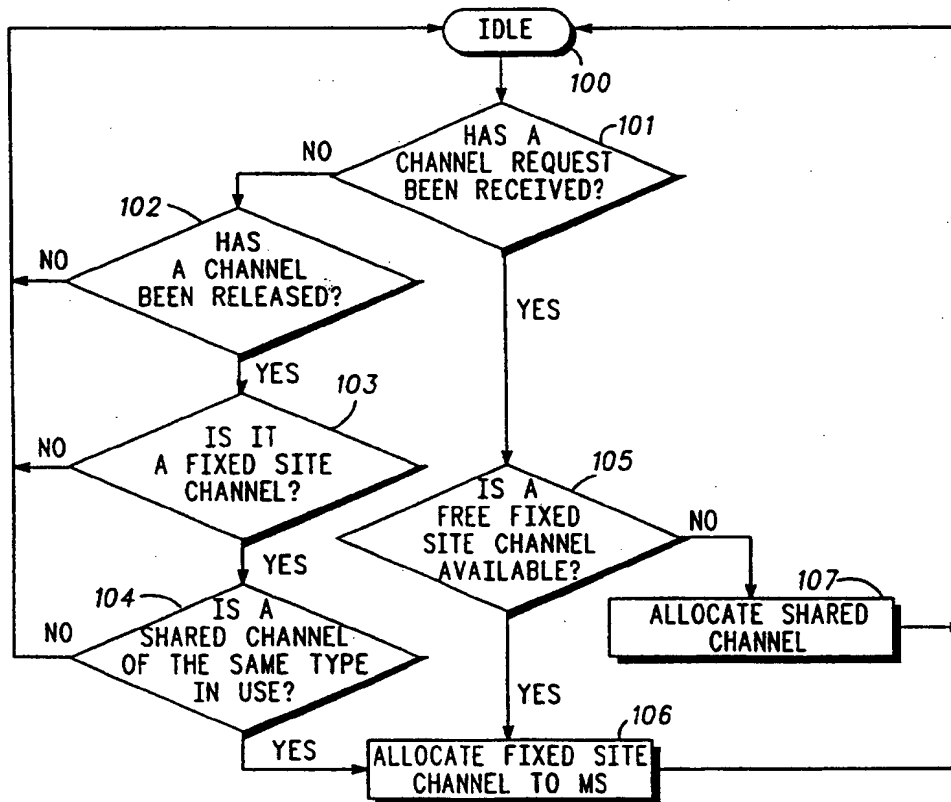 IDLE
100
HAS A
CHANNEL REQUEST
BEEN RECEIVED?
101
NO
102
HAS
A CHANNEL
BEEN RELEASED?
NO
YES
YES
103
IS IT
A FIXED SITE
CHANNEL?
NO
YES
105
IS A
FREE FIXED
SITE CHANNEL
AVAILABLE?
NO
104
IS A
SHARED CHANNEL
OF THE SAME TYPE
IN USE?
NO
YES
107
ALLOCATE SHARED
CHANNEL
YES
106
ALLOCATE FIXED SITE
CHANNEL TO MS